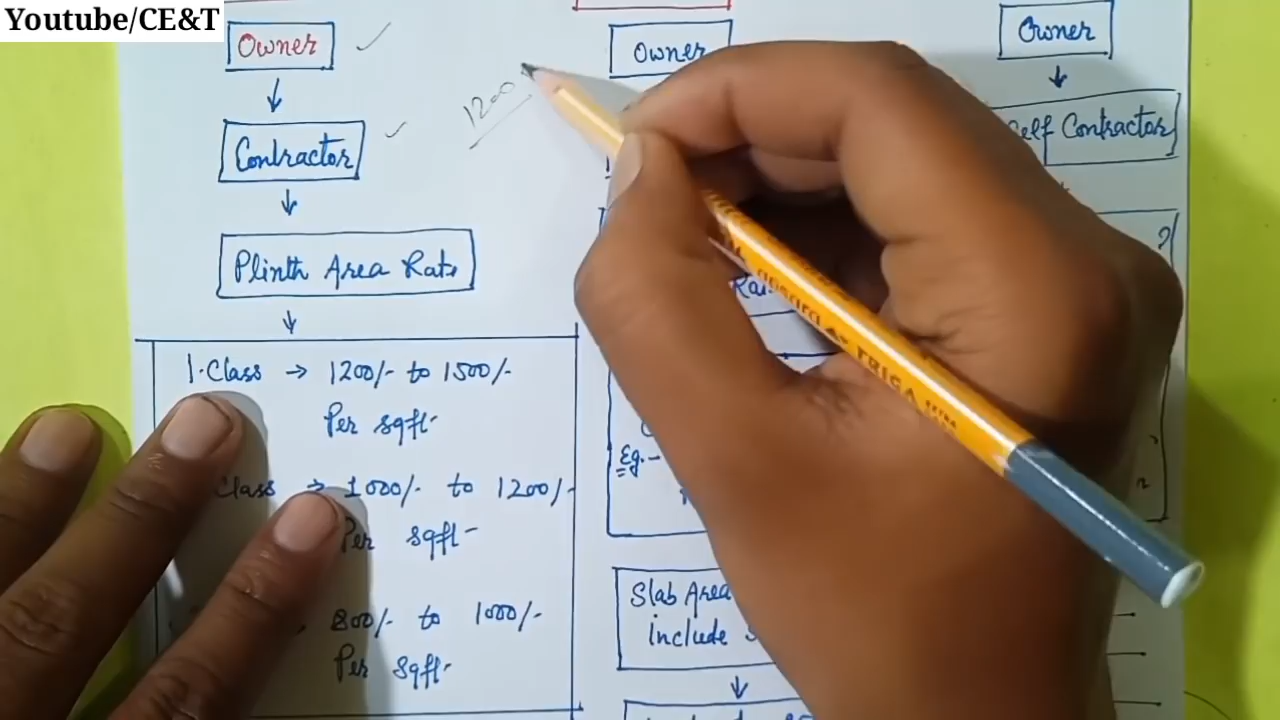 Youtube/CE&T
Owner
Contractor
Plinth Area Rate
1. Class → 1200/- to 1500/-
Per sqft.
Class → 1000/- to 1200/-
Per sqft
800/- to 1000/-
Per sqft.
1200
Owner
Eg.-
Slab Area
include
Owner
Self Contractor